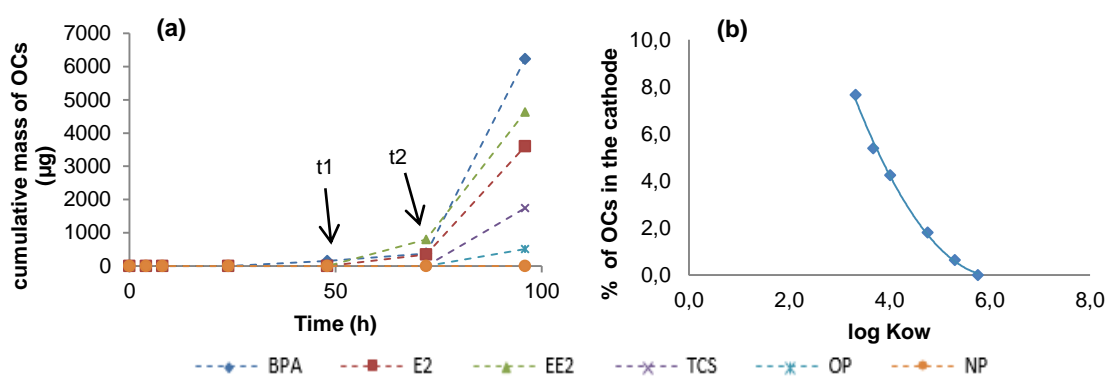 (a)
cumulative mass of OCs
(µg)
7000
6000
5000
4000
3000
2000
1000
0
t1
t2
0
50
100
Time (h)
(b)
% of OCs in the cathode
10,0
8,0
6,0
4,0
2,0
0,0
0,0
2,0
4,0
6,0
8,0
log Kow
BPA E2 EE2 TCS OP NP